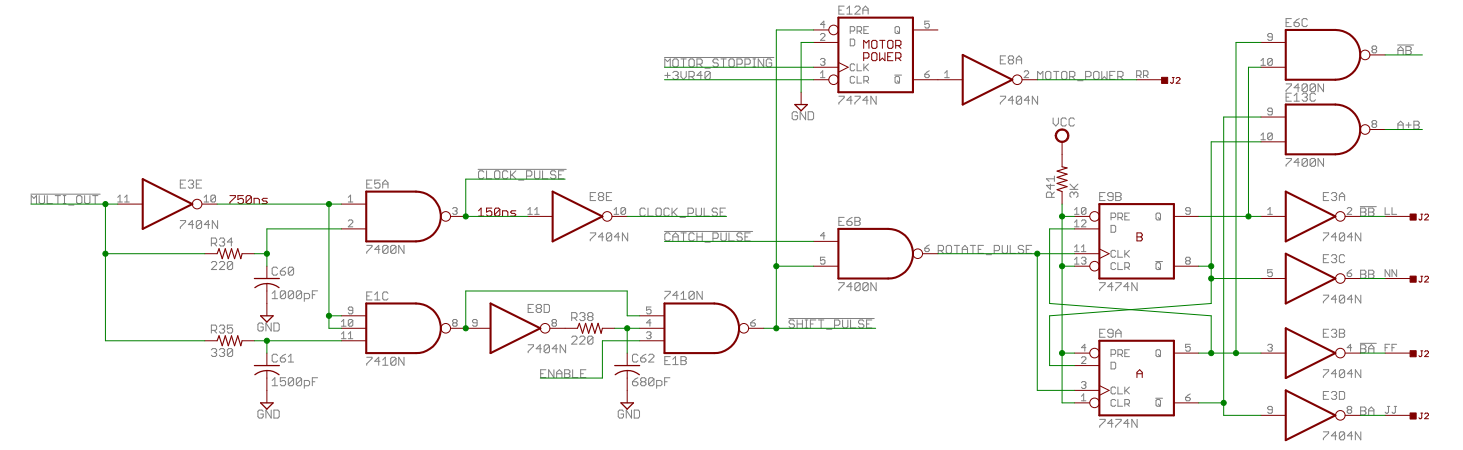 E12A
4 PRE Q 5
2 D
MOTOR
POWER
MOTOR_STOPPING 3 CLK
+3VR40 1 CLR Q 6
7474N
GND
1 E8A 2 MOTOR_POWER RR J2
7404N
E6C
9
10
8 AB
7400N
E13C
9
10
8 A+B
7400N
VCC
R41
3K
MULTI_OUT 11 E3E 10 750ns
7404N
R34
220
C60
1000pF
GND
R35
330
C61
1500pF
GND
E5A
1
2
3
7400N
CLOCK_PULSE
150ns 11 E8E 10 CLOCK_PULSE
7404N
E1C
9
10
11
8
7410N
9 E8D 8
7404N
R38
220
ENABLE
C62
680pF
GND
7410N
5
4
3
6
E1B
SHIFT_PULSE
CATCH_PULSE
E6B
4
5
6
7400N
ROTATE_PULSE
E9B
10 PRE Q 9
12 D
B
11 CLK
13 CLR Q 8
7474N
E9A
4 PRE Q 5
2 D
A
3 CLK
1 CLR Q 6
7474N
E3A
1 2 BB LL J2
7404N
E3C
5 6 BB NN J2
7404N
E3B
3 4 BA FF J2
7404N
E3D
9 8 BA JJ J2
7404N